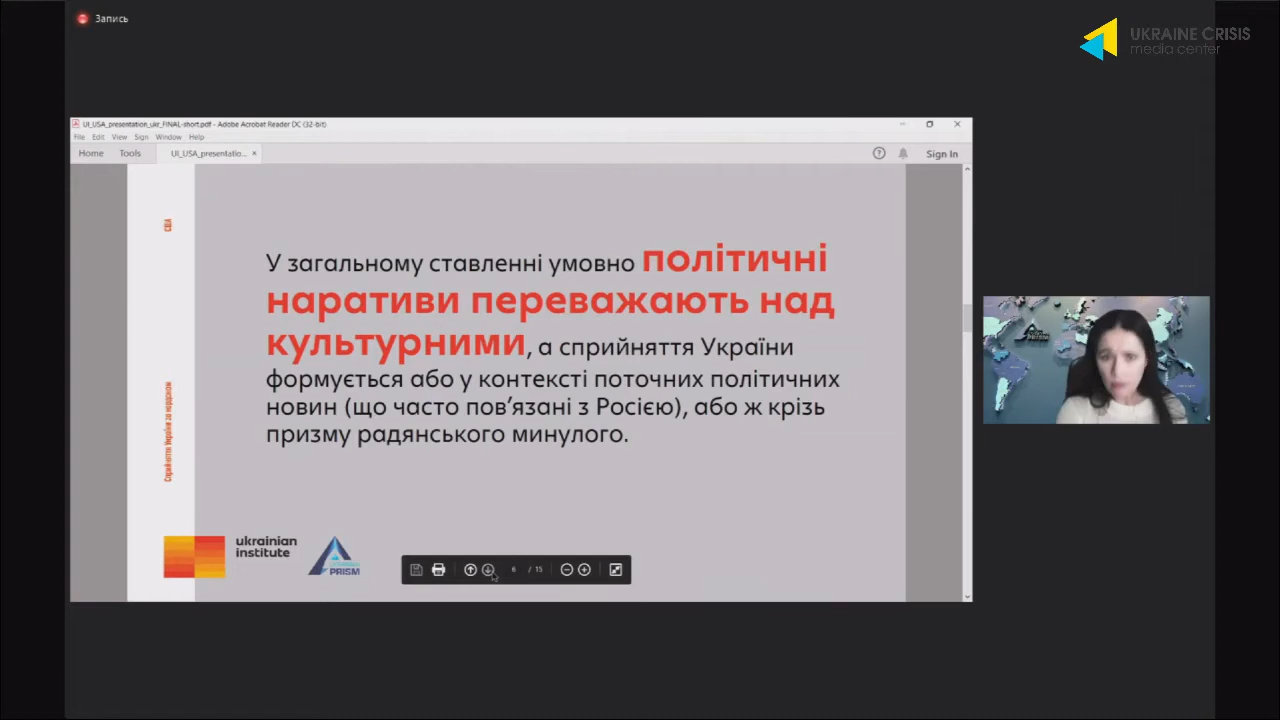 Запись
UKRAINE CRISIS
media center
UI_USA_presentation_ukr_FINAL-short.pdf - Adobe Acrobat Reader DC (32-bit)
File Edit View Sign Window Help
Home Tools UI_USA_presentatio... × Sign In
США
У загальному ставленні умовно політичні
наративи переважають над
культурними, а сприйняття України
формується або у контексті поточних політичних
новин (що часто пов’язані з Росією), або ж крізь
призму радянського минулого.
Сприйняття України за кордоном
ukrainian
institute
PRISM
6 / 15
PRISM